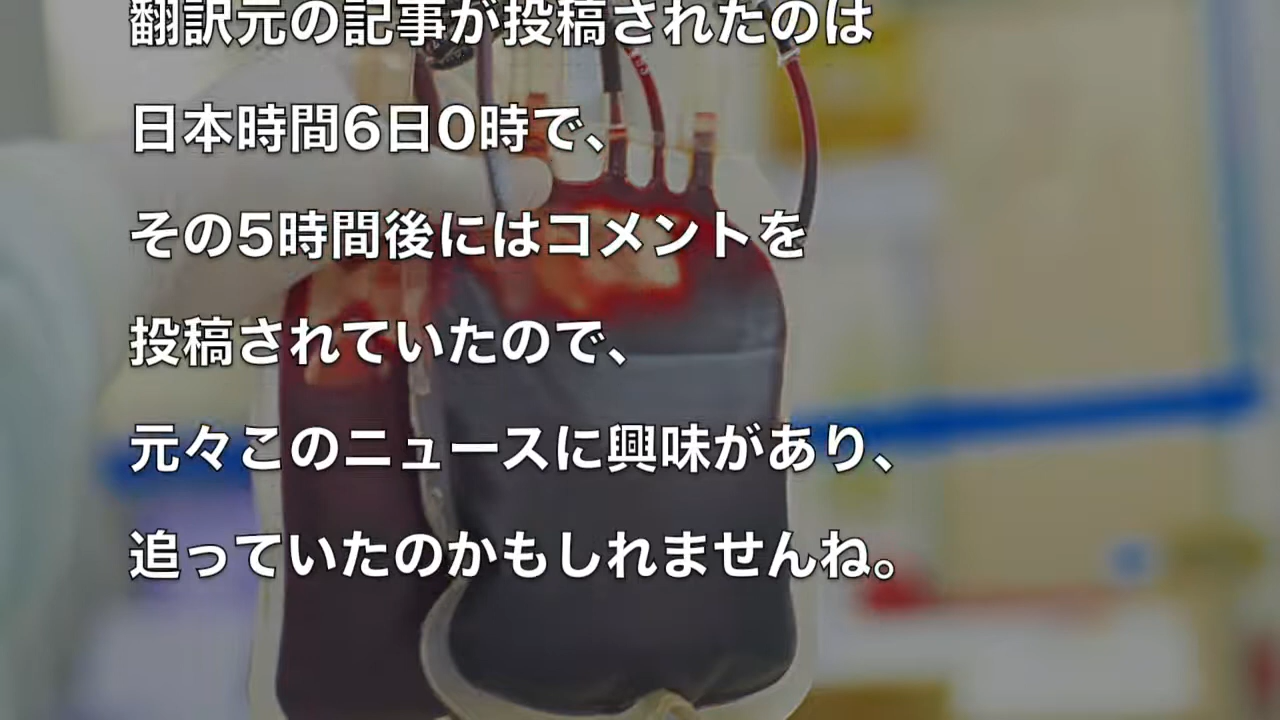 翻訳元の記事が投稿されたのは
日本時間6日0時で、
その5時間後にはコメントを
投稿されていたので、
元々このニュースに興味があり、
追っていたのかもしれませんね。